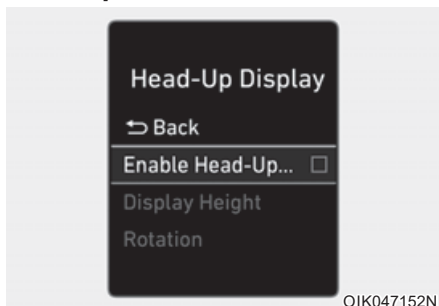 Head-Up Display
Back
Enable Head-Up...
Display Height
Rotation
OIK047152N